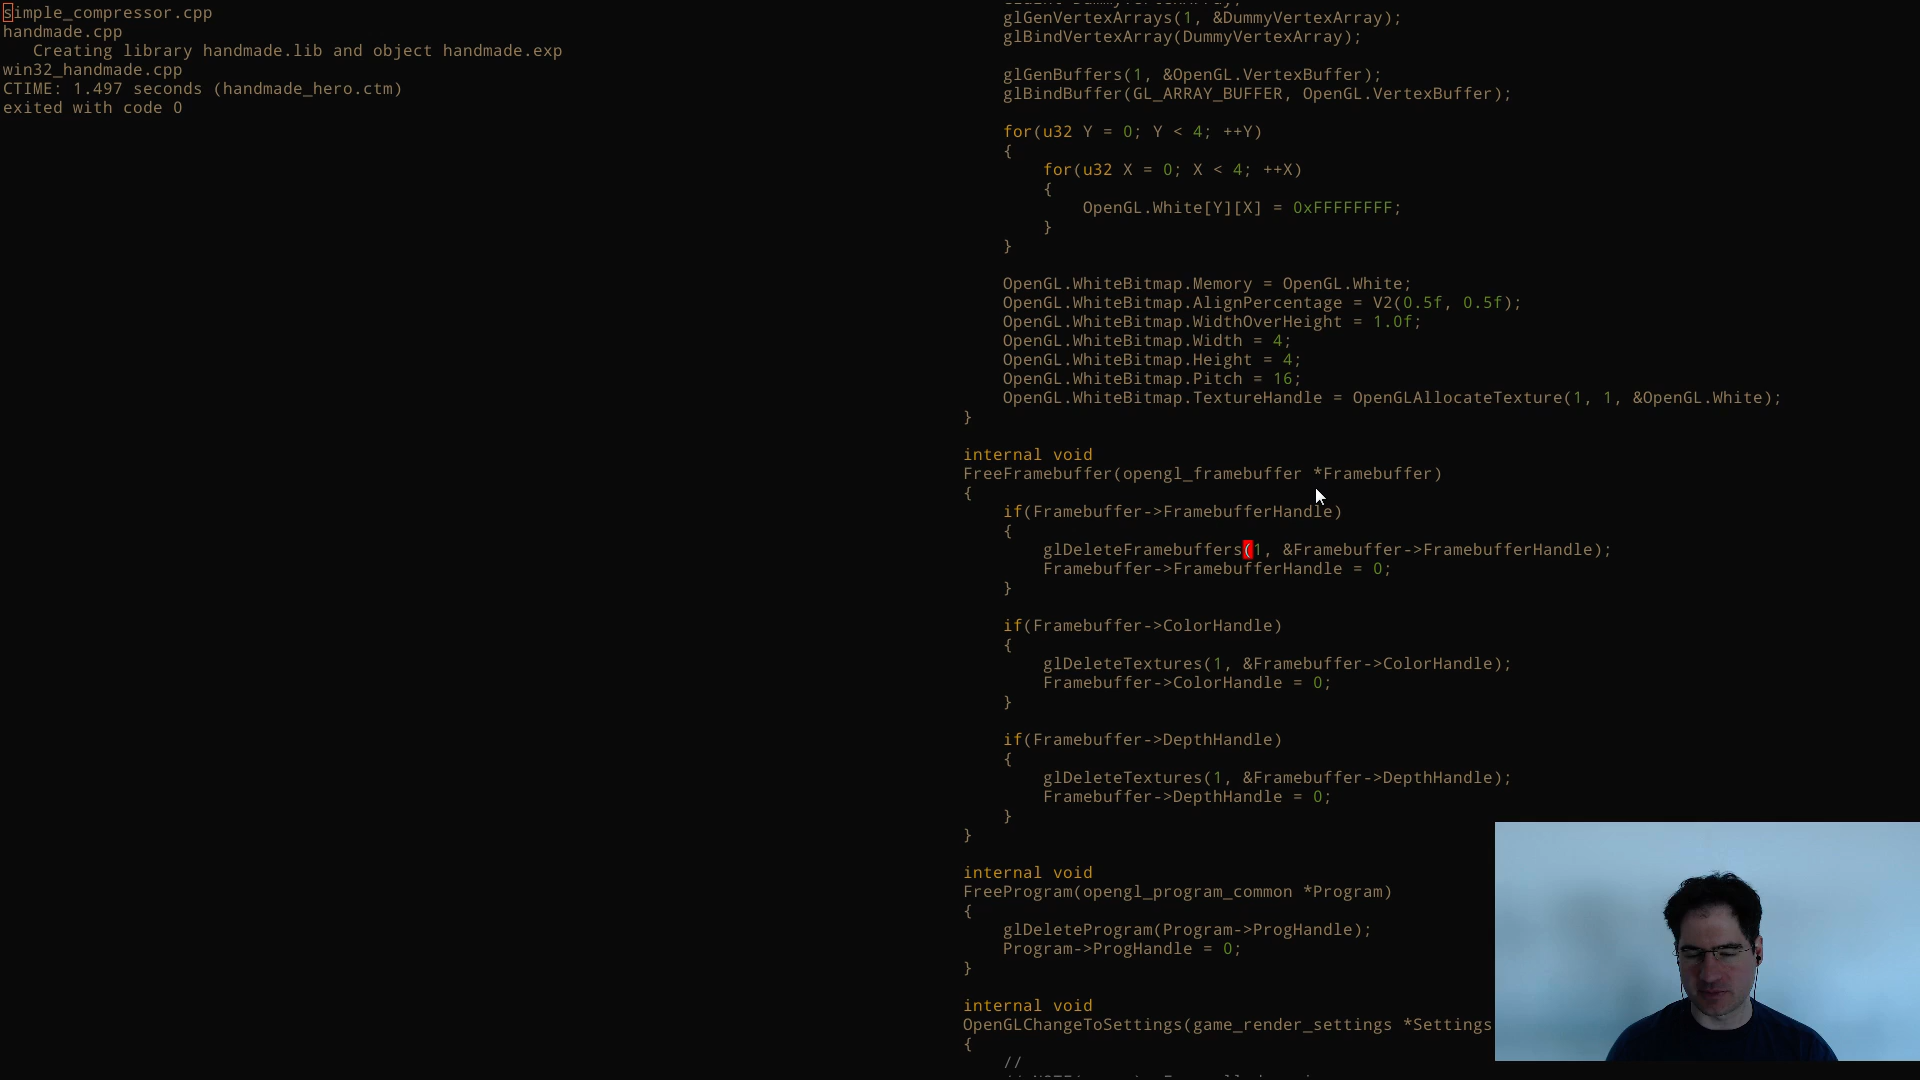 simple_compressor.cpp
handmade.cpp
   Creating library handmade.lib and object handmade.exp
win32_handmade.cpp
CTIME: 1.497 seconds (handmade_hero.ctm)
exited with code 0
    glGenVertexArrays(1, &DummyVertexArray);
    glBindVertexArray(DummyVertexArray);
    glGenBuffers(1, &OpenGL.VertexBuffer);
    glBindBuffer(GL_ARRAY_BUFFER, OpenGL.VertexBuffer);
    for(u32 Y = 0; Y < 4; ++Y)
    {
        for(u32 X = 0; X < 4; ++X)
        {
            OpenGL.White[Y][X] = 0xFFFFFFFF;
        }
    }
    OpenGL.WhiteBitmap.Memory = OpenGL.White;
    OpenGL.WhiteBitmap.AlignPercentage = V2(0.5f, 0.5f);
    OpenGL.WhiteBitmap.WidthOverHeight = 1.0f;
    OpenGL.WhiteBitmap.Width = 4;
    OpenGL.WhiteBitmap.Height = 4;
    OpenGL.WhiteBitmap.Pitch = 16;
    OpenGL.WhiteBitmap.TextureHandle = OpenGLAllocateTexture(1, 1, &OpenGL.White);
}
internal void
FreeFramebuffer(opengl_framebuffer *Framebuffer)
{
    if(Framebuffer->FramebufferHandle)
    {
        glDeleteFramebuffers(1, &Framebuffer->FramebufferHandle);
        Framebuffer->FramebufferHandle = 0;
    }
    if(Framebuffer->ColorHandle)
    {
        glDeleteTextures(1, &Framebuffer->ColorHandle);
        Framebuffer->ColorHandle = 0;
    }
    if(Framebuffer->DepthHandle)
    {
        glDeleteTextures(1, &Framebuffer->DepthHandle);
        Framebuffer->DepthHandle = 0;
    }
}
internal void
FreeProgram(opengl_program_common *Program)
{
    glDeleteProgram(Program->ProgHandle);
    Program->ProgHandle = 0;
}
internal void
OpenGLChangeToSettings(game_render_settings *Settings
{
    //